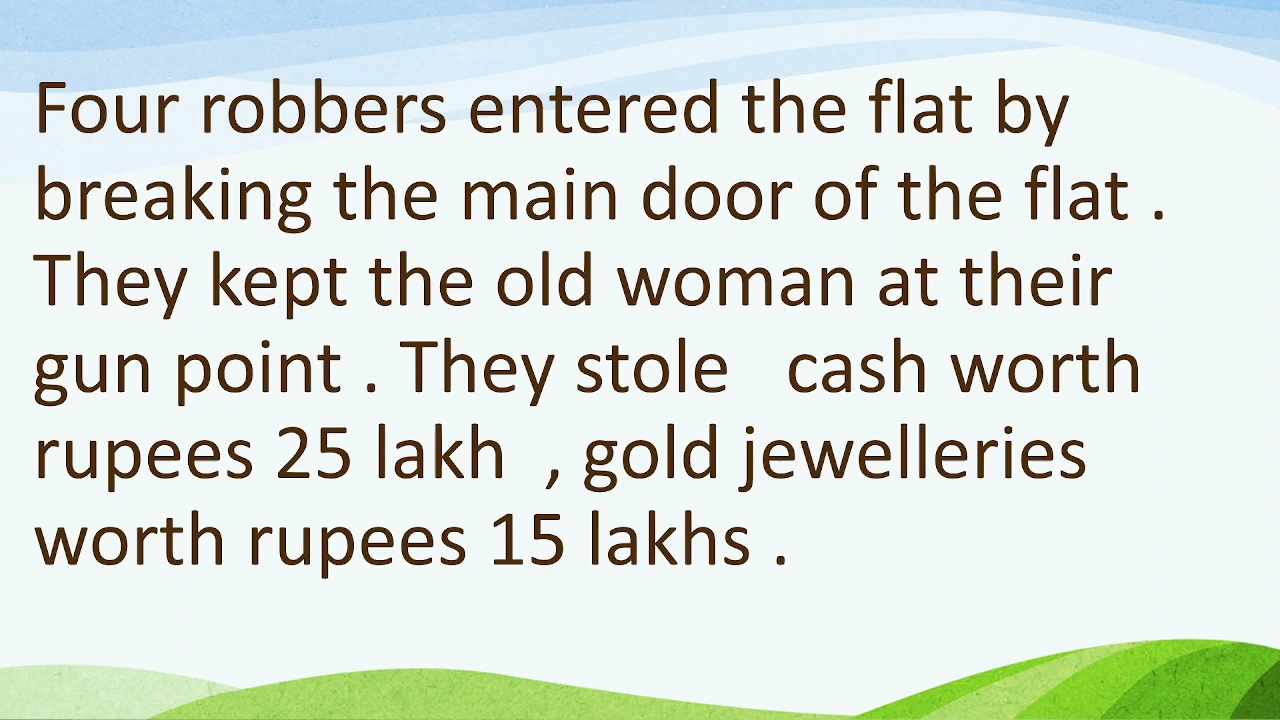 Four robbers entered the flat by
breaking the main door of the flat .
They kept the old woman at their
gun point . They stole   cash worth
rupees 25 lakh  , gold jewelleries
worth rupees 15 lakhs .